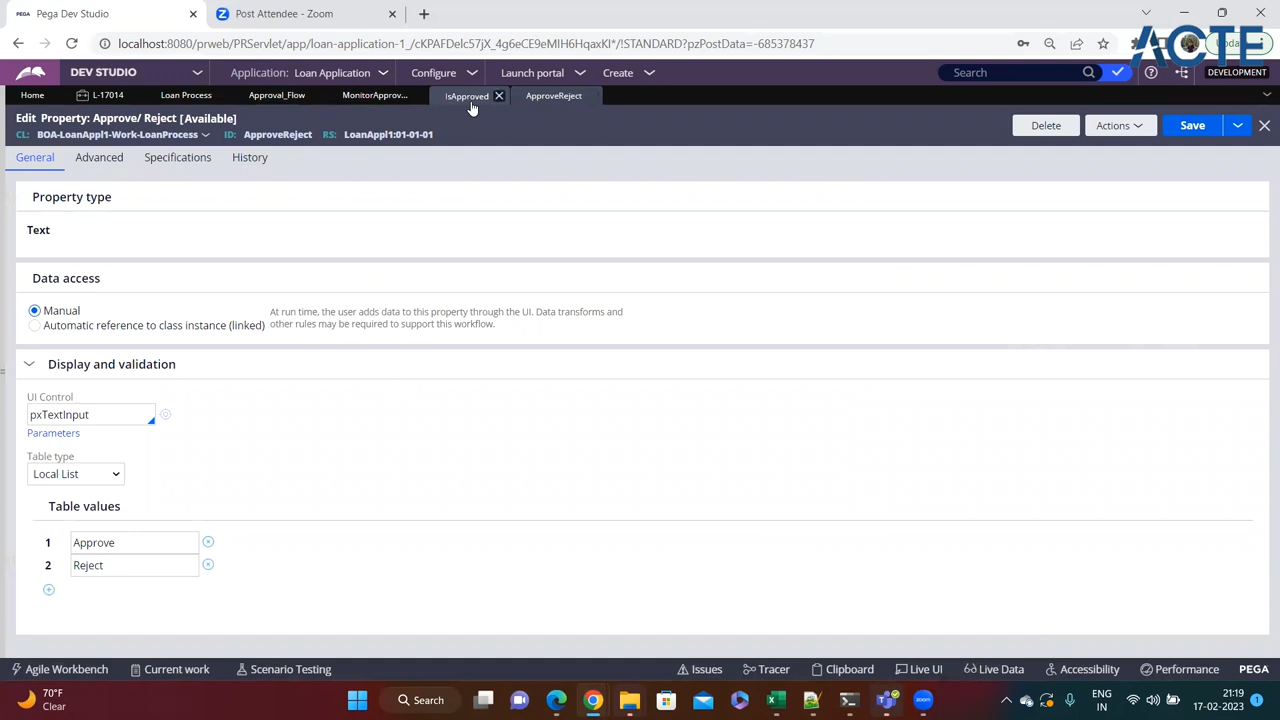 PEGA Dev Studio
Post Attendee - Zoom
localhost:8080/prweb/PRServlet/app/loan-application-1_/
!STANDARD?pzPostData=-685378437
ACTE
DEV STUDIO
Application: Loan Application
Configure
Launch portal
Create
Search
DEVELOPMENT
Home
L-17014
Loan Process
Approval_Flow
MonitorApprov...
IsApproved
ApproveReject
Edit Property: Approve/ Reject [Available]
CL: BOA-LoanAppl1-Work-LoanProcess ID: ApproveReject RS: LoanAppl1:01-01-01
Delete
Actions
Save
General
Advanced
Specifications
History
Property type
Text
Data access
Manual
Automatic reference to class instance (linked)
At run time, the user adds data to this property through the UI. Data transforms and
other rules may be required to support this workflow.
Display and validation
UI Control
pxTextInput
Parameters
Table type
Local List
Table values
1 Approve
2 Reject
Agile Workbench
Current work
Scenario Testing
Issues
Tracer
Clipboard
Live UI
Live Data
Accessibility
Performance
PEGA
70°F
Clear
Search
ENG
IN
21:19
17-02-2023